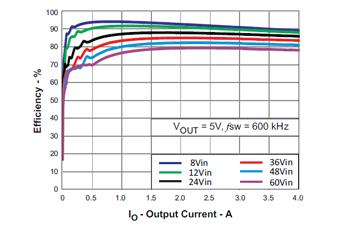 100
90
80
70
60
50
40
30
20
10
0
Efficiency - %
VOUT = 5V, fsw = 600 kHz
8Vin
36Vin
12Vin
48Vin
24Vin
60Vin
0.0 0.5 1.0 1.5 2.0 2.5 3.0 3.5 4.0
IO - Output Current - A